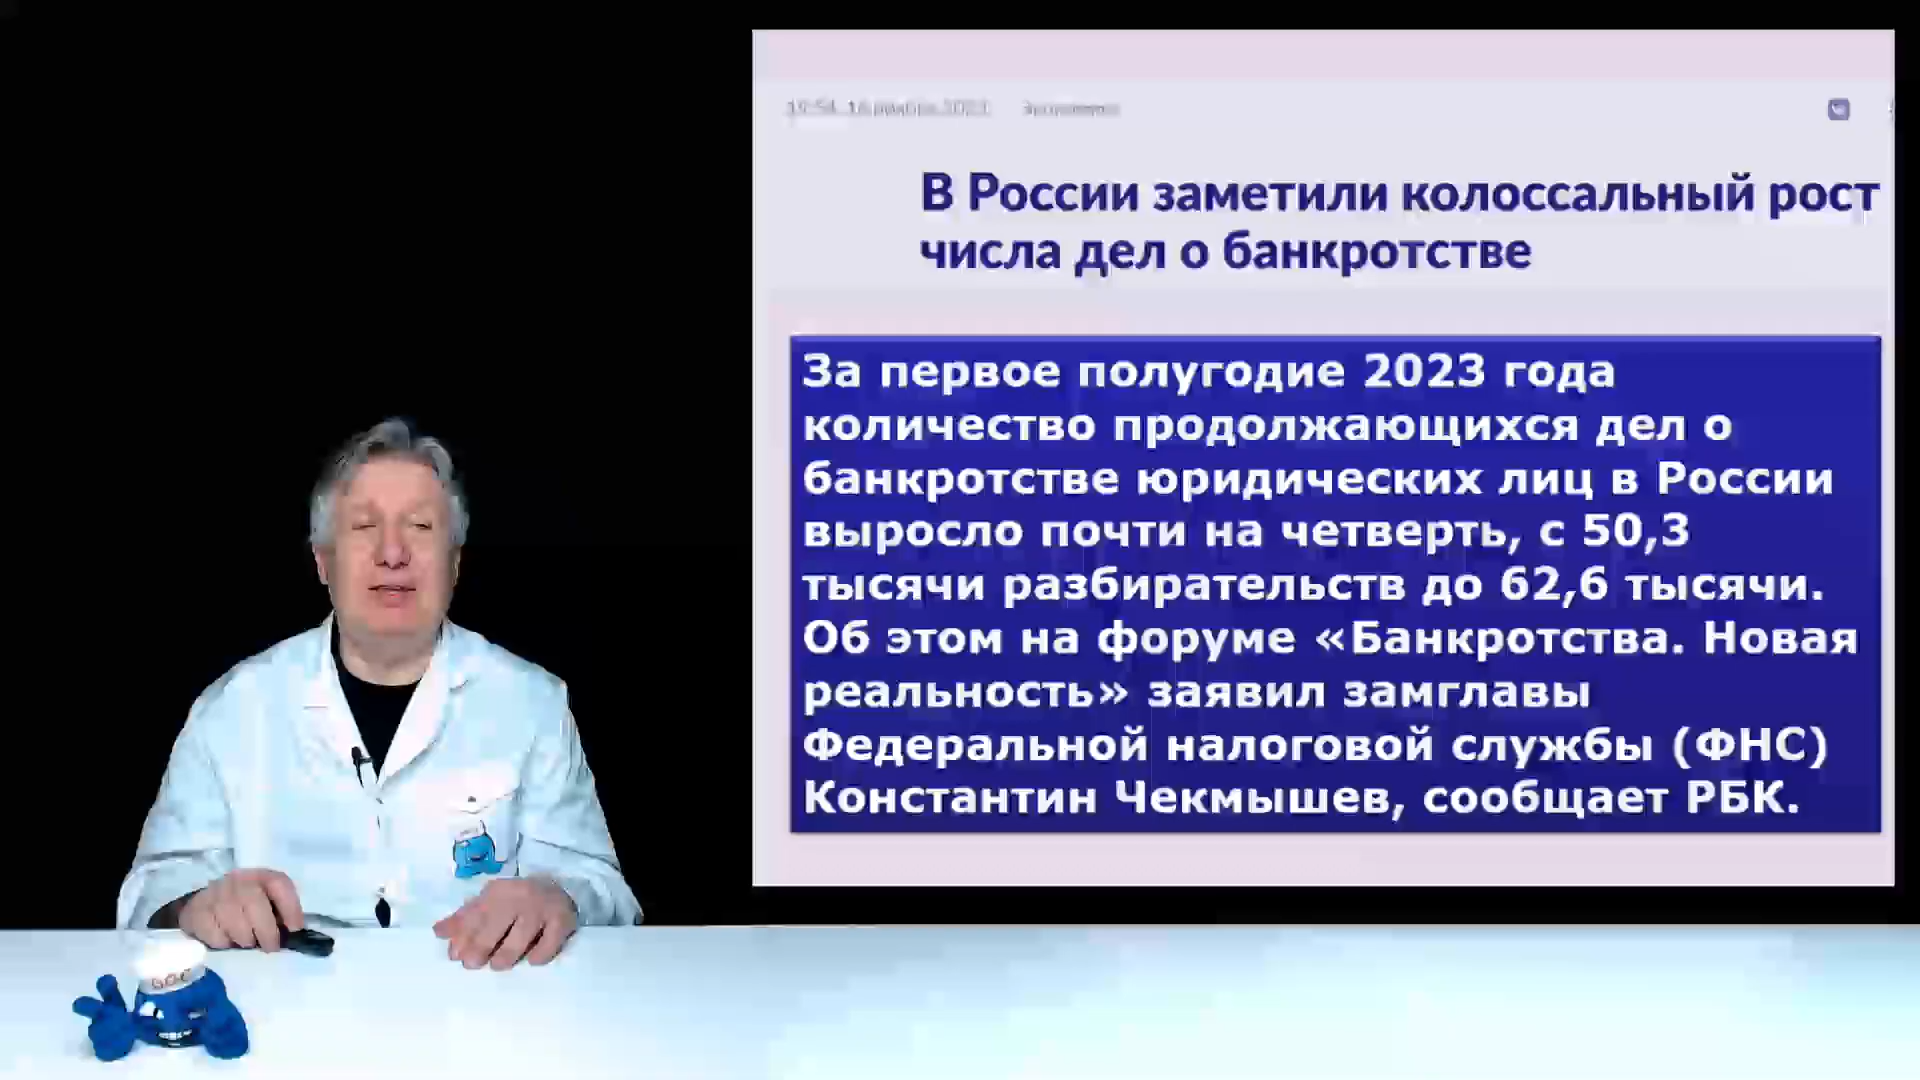 В России заметили колоссальный рост
числа дел о банкротстве
За первое полугодие 2023 года
количество продолжающихся дел о
банкротстве юридических лиц в России
выросло почти на четверть, с 50,3
тысячи разбирательств до 62,6 тысячи.
Об этом на форуме «Банкротства. Новая
реальность» заявил замглавы
Федеральной налоговой службы (ФНС)
Константин Чекмышев, сообщает РБК.